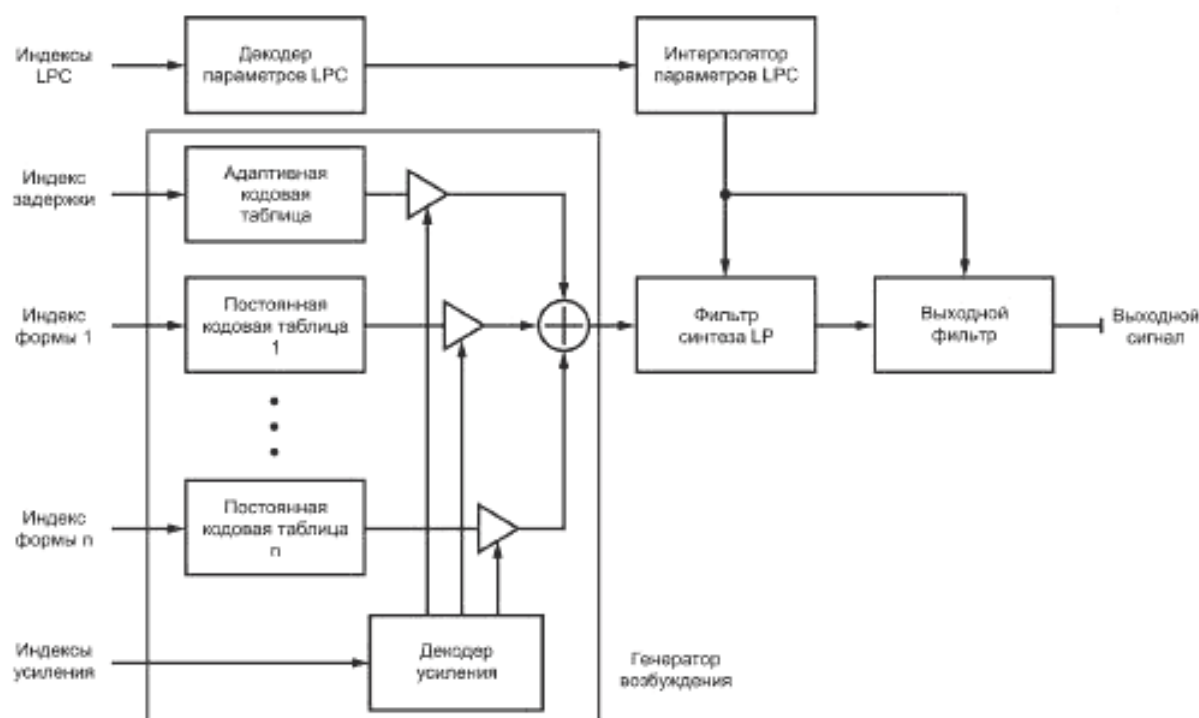 Индексы
LPC
Декодер
параметров LPC
Интерполятор
параметров LPC
Индекс
задержки
Адаптивная
кодовая
таблица
Индекс
формы 1
Постоянная
кодовая таблица
1
Фильтр
синтеза LP
Выходной
фильтр
Выходной
сигнал
Индекс
формы n
Постоянная
кодовая таблица
n
Индексы
усиления
Декодер
усиления
Генератор
возбуждения